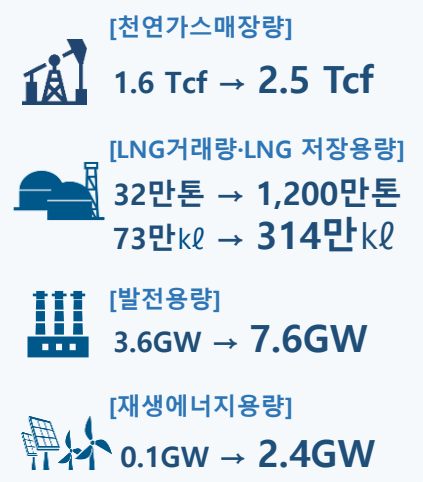 [천연가스매장량]
1.6 Tcf → 2.5 Tcf
[LNG거래량·LNG 저장용량]
32만톤 → 1,200만톤
73만㎘ → 314만㎘
[발전용량]
3.6GW → 7.6GW
[재생에너지용량]
0.1GW → 2.4GW